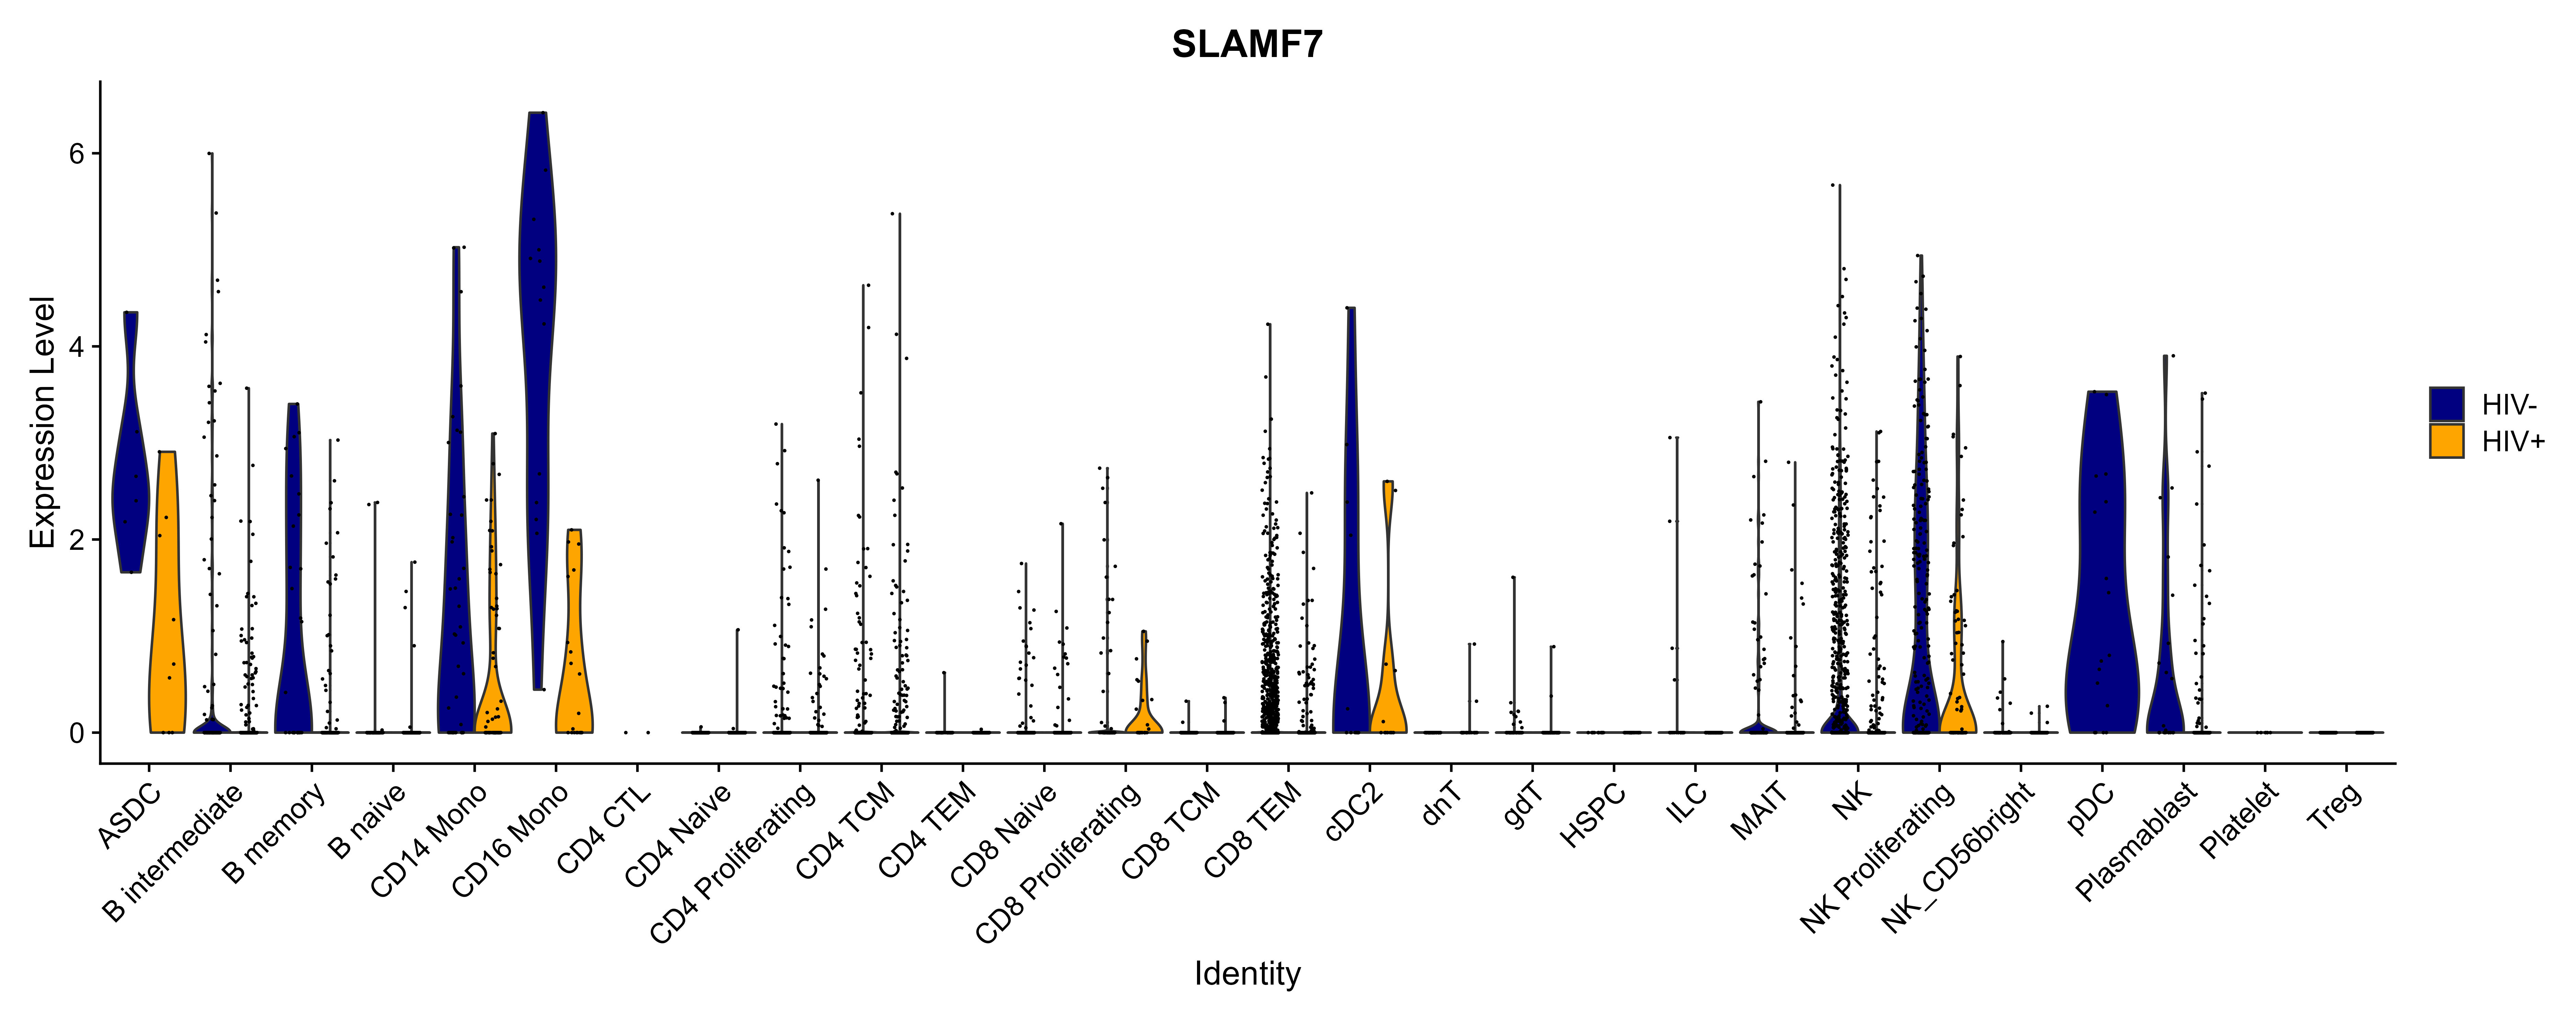 SLAMF7
Expression Level
6
4
2
0
ASDC
B intermediate
B memory
B naive
CD14 Mono
CD16 Mono
CD4 CTL
CD4 Naive
CD4 Proliferating
CD4 TCM
CD4 TEM
CD8 Naive
CD8 Proliferating
CD8 TCM
CD8 TEM
cDC2
dnT
gdT
HSPC
ILC
MAIT
NK
NK Proliferating
NK_CD56bright
pDC
Plasmablast
Platelet
Treg
Identity
HIV-
HIV+